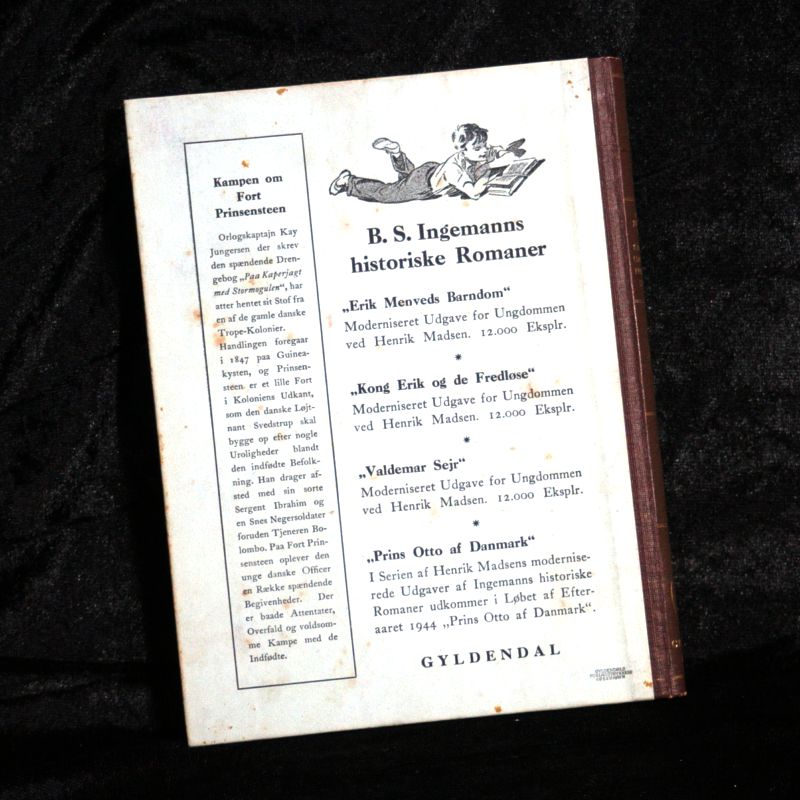 Kampen om
Fort
Prinsensteen
Orlogskaptajn Kay
Jungersen der skrev
den spændende Dren-
gebog „Paa Kaperjagt
med Stormogulen“, har
atter hentet sit Stof fra
en af de gamle danske
Trope-Kolonier.
Handlingen foregaar
i 1847 paa Guinea-
kysten, og Prinsen-
steen er et lille Fort
i Koloniens Udkant,
som den danske Løjt-
nant Svedstrup skal
bygge op efter nogle
Uroligheder blandt
den indfødte Befolk-
ning. Han drager af-
sted med sin sorte
Sergent Ibrahim og
en Snes Negersoldater
foruden Tjeneren Bo-
lombo. Paa Fort Prin-
sensteen oplever den
unge danske Officer
en Række spændende
Begivenheder. Der
er baade Attentater,
Overfald og voldsom-
me Kampe med de
Indfødte.
B. S. Ingemanns
historiske Romaner
„Erik Menveds Barndom“
Moderniseret Udgave for Ungdommen
ved Henrik Madsen. 12.000 Eksplr.
*
„Kong Erik og de Fredløse“
Moderniseret Udgave for Ungdommen
ved Henrik Madsen. 12.000 Eksplr.
*
„Valdemar Sejr“
Moderniseret Udgave for Ungdommen
ved Henrik Madsen. 12.000 Eksplr.
*
„Prins Otto af Danmark“
I Serien af Henrik Madsens modernise-
rede Udgaver af Ingemanns historiske
Romaner udkommer i Løbet af Efter-
aaret 1944 „Prins Otto af Danmark“.
GYLDENDAL